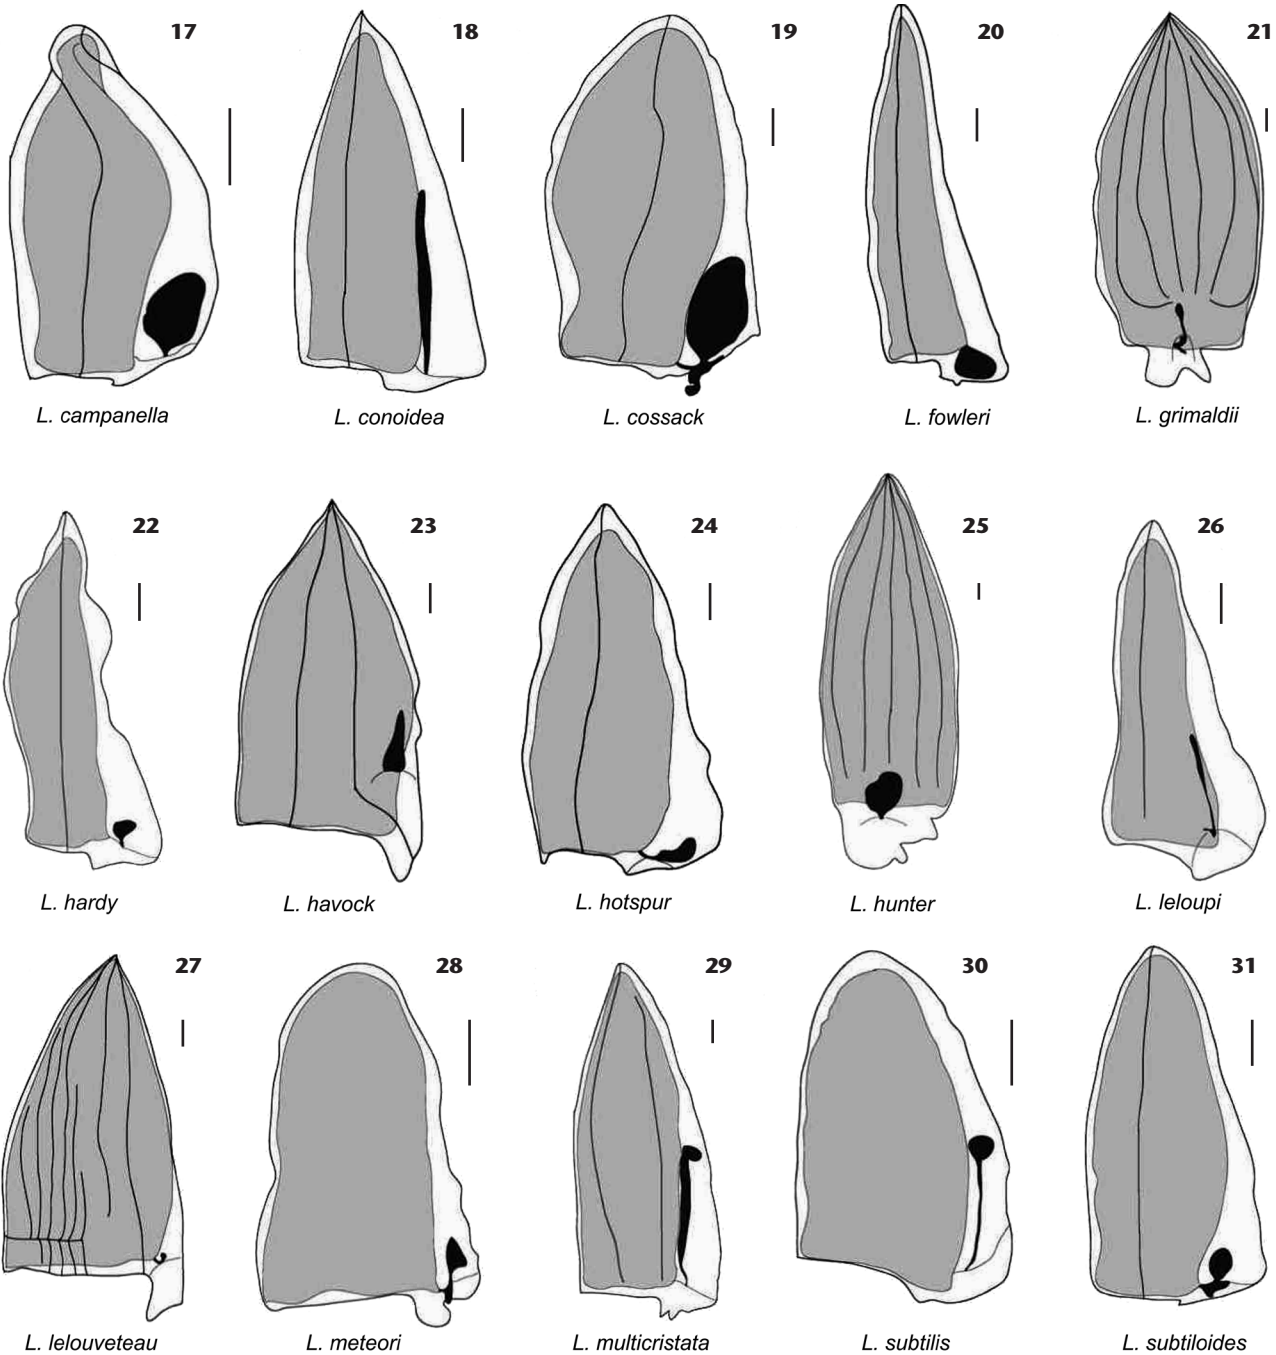 17
18
19
20
21
L. campanella
L. conoidea
L. cossack
L. fowleri
L. grimaldii
22
23
24
25
26
L. hardy
L. havock
L. hotspur
L. hunter
L. leloupi
27
28
29
30
31
L. lelouveteau
L. meteori
L. multicristata
L. subtilis
L. subtiloides